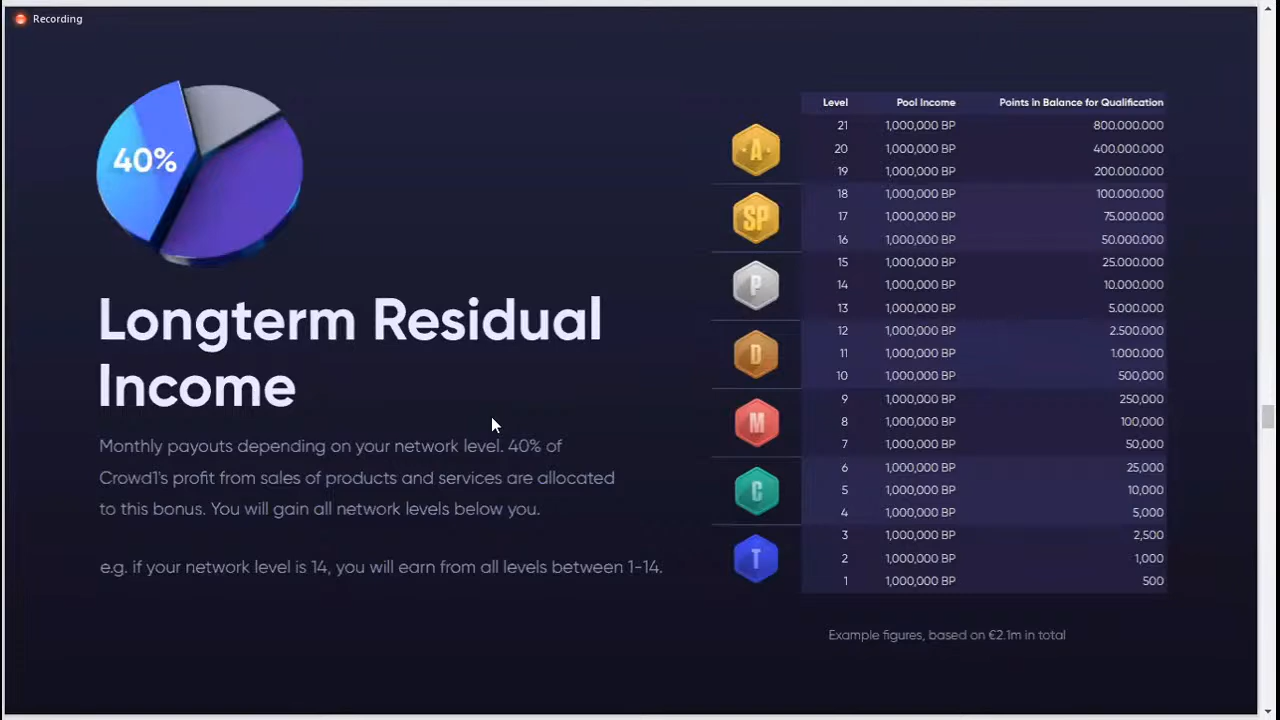 Recording
40%
Longterm Residual
Income
Monthly payouts depending on your network level. 40% of
Crowd1's profit from sales of products and services are allocated
to this bonus. You will gain all network levels below you.
e.g. if your network level is 14, you will earn from all levels between 1-14.
Level Pool Income Points in Balance for Qualification
A
21 1,000,000 BP 800.000.000
20 1,000,000 BP 400.000.000
19 1,000,000 BP 200.000.000
SP
18 1,000,000 BP 100.000.000
17 1,000,000 BP 75.000.000
16 1,000,000 BP 50.000.000
P
15 1,000,000 BP 25.000.000
14 1,000,000 BP 10.000.000
13 1,000,000 BP 5.000.000
D
12 1,000,000 BP 2.500.000
11 1,000,000 BP 1.000.000
10 1,000,000 BP 500,000
M
9 1,000,000 BP 250,000
8 1,000,000 BP 100,000
7 1,000,000 BP 50,000
C
6 1,000,000 BP 25,000
5 1,000,000 BP 10,000
4 1,000,000 BP 5,000
T
3 1,000,000 BP 2,500
2 1,000,000 BP 1,000
1 1,000,000 BP 500
Example figures, based on €2.1m in total